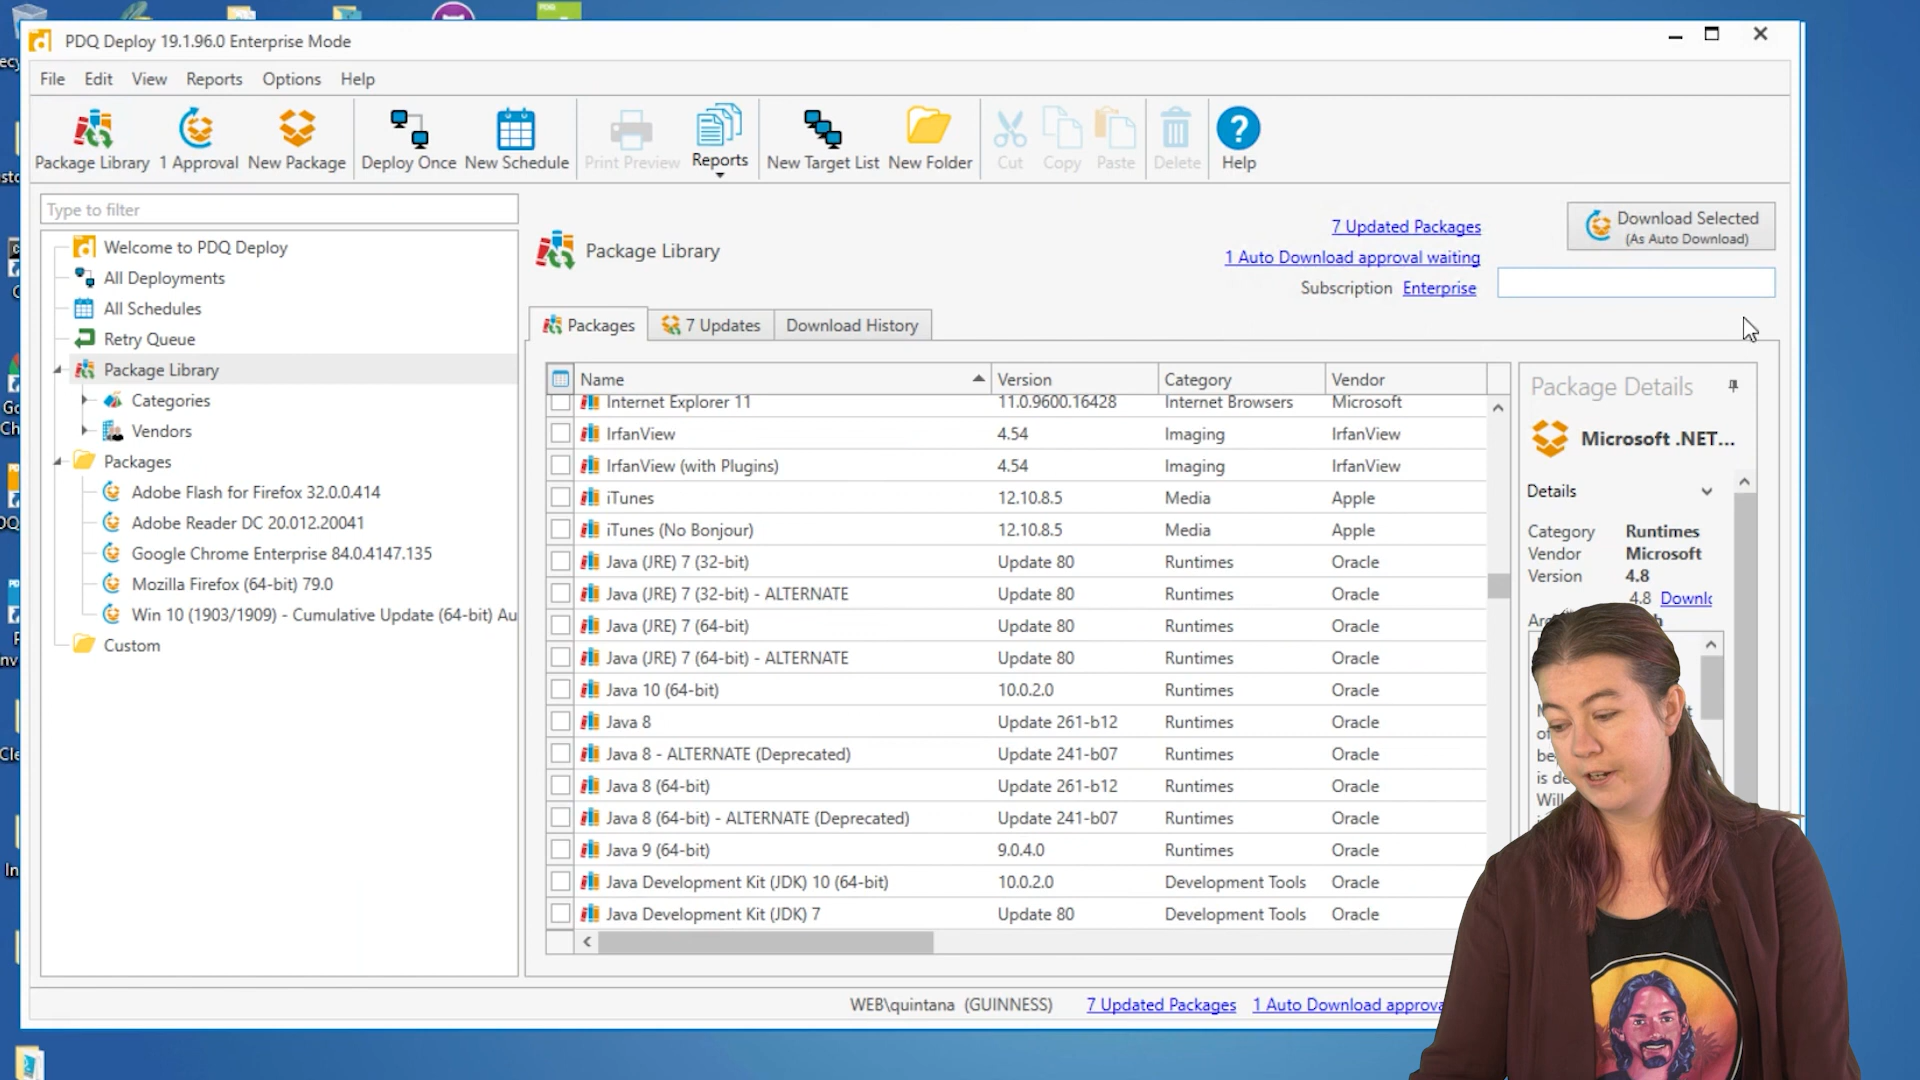 PDQ Deploy 19.1.96.0 Enterprise Mode
File Edit View Reports Options Help
Package Library 1 Approval New Package Deploy Once New Schedule Print Preview Reports New Target List New Folder Cut Copy Paste Delete Help
Type to filter
Welcome to PDQ Deploy
All Deployments
All Schedules
Retry Queue
Package Library
Categories
Vendors
Packages
Adobe Flash for Firefox 32.0.0.414
Adobe Reader DC 20.012.20041
Google Chrome Enterprise 84.0.4147.135
Mozilla Firefox (64-bit) 79.0
Win 10 (1903/1909) - Cumulative Update (64-bit) Au
Custom
Package Library
7 Updated Packages
1 Auto Download approval waiting
Subscription Enterprise
Download Selected
(As Auto Download)
Packages 7 Updates Download History
Name Version Category Vendor
Internet Explorer 11 11.0.9600.16428 Internet Browsers Microsoft
IrfanView 4.54 Imaging IrfanView
IrfanView (with Plugins) 4.54 Imaging IrfanView
iTunes 12.10.8.5 Media Apple
iTunes (No Bonjour) 12.10.8.5 Media Apple
Java (JRE) 7 (32-bit) Update 80 Runtimes Oracle
Java (JRE) 7 (32-bit) - ALTERNATE Update 80 Runtimes Oracle
Java (JRE) 7 (64-bit) Update 80 Runtimes Oracle
Java (JRE) 7 (64-bit) - ALTERNATE Update 80 Runtimes Oracle
Java 10 (64-bit) 10.0.2.0 Runtimes Oracle
Java 8 Update 261-b12 Runtimes Oracle
Java 8 - ALTERNATE (Deprecated) Update 241-b07 Runtimes Oracle
Java 8 (64-bit) Update 261-b12 Runtimes Oracle
Java 8 (64-bit) - ALTERNATE (Deprecated) Update 241-b07 Runtimes Oracle
Java 9 (64-bit) 9.0.4.0 Runtimes Oracle
Java Development Kit (JDK) 10 (64-bit) 10.0.2.0 Development Tools Oracle
Java Development Kit (JDK) 7 Update 80 Development Tools Oracle
Package Details
Microsoft .NET...
Details
Category Runtimes
Vendor Microsoft
Version 4.8
4.8 Downlo
WEB\quintana (GUINNESS) 7 Updated Packages 1 Auto Download approva